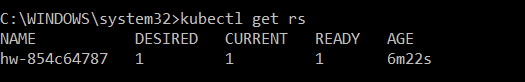 C:\WINDOWS\system32>kubectl get rs
NAME DESIRED CURRENT READY AGE
hw-854c64787 1 1 1 6m22s